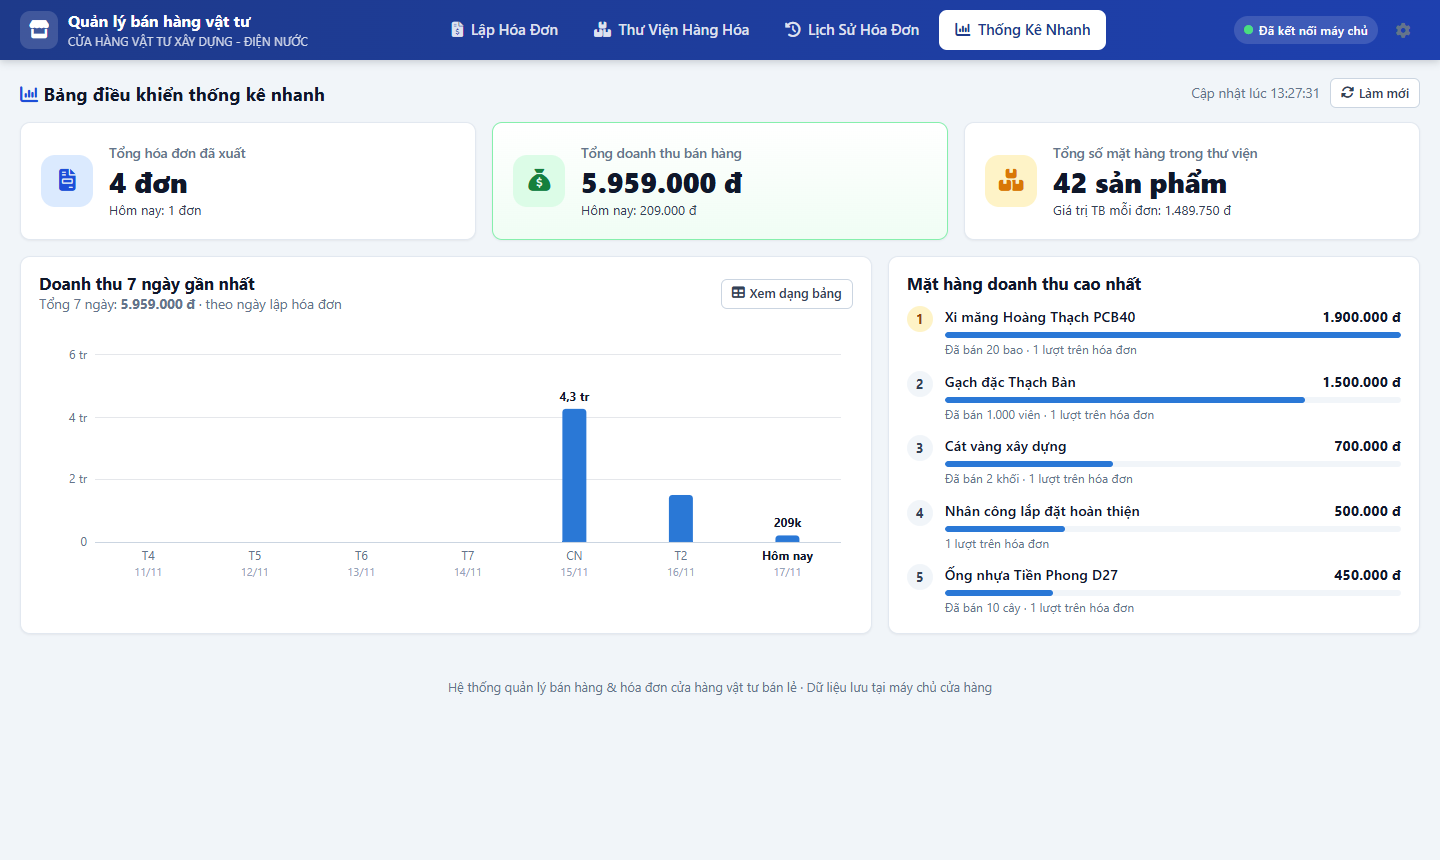 Quản lý bán hàng vật tư
CỬA HÀNG VẬT TƯ XÂY DỰNG - ĐIỆN NƯỚC
Lập Hóa Đơn
Thư Viện Hàng Hóa
Lịch Sử Hóa Đơn
Thống Kê Nhanh
Đã kết nối máy chủ
Bảng điều khiển thống kê nhanh
Cập nhật lúc 13:27:31
Làm mới
Tổng hóa đơn đã xuất
4 đơn
Hôm nay: 1 đơn
Tổng doanh thu bán hàng
5.959.000 đ
Hôm nay: 209.000 đ
Tổng số mặt hàng trong thư viện
42 sản phẩm
Giá trị TB mỗi đơn: 1.489.750 đ
Doanh thu 7 ngày gần nhất
Tổng 7 ngày: 5.959.000 đ · theo ngày lập hóa đơn
Xem dạng bảng
6 tr
4 tr
2 tr
0
4,3 tr
209k
T4
11/11
T5
12/11
T6
13/11
T7
14/11
CN
15/11
T2
16/11
Hôm nay
17/11
Mặt hàng doanh thu cao nhất
1 Xi măng Hoàng Thạch PCB40 1.900.000 đ
Đã bán 20 bao · 1 lượt trên hóa đơn
2 Gạch đặc Thạch Bàn 1.500.000 đ
Đã bán 1.000 viên · 1 lượt trên hóa đơn
3 Cát vàng xây dựng 700.000 đ
Đã bán 2 khối · 1 lượt trên hóa đơn
4 Nhân công lắp đặt hoàn thiện 500.000 đ
1 lượt trên hóa đơn
5 Ống nhựa Tiền Phong D27 450.000 đ
Đã bán 10 cây · 1 lượt trên hóa đơn
Hệ thống quản lý bán hàng & hóa đơn cửa hàng vật tư bán lẻ · Dữ liệu lưu tại máy chủ cửa hàng